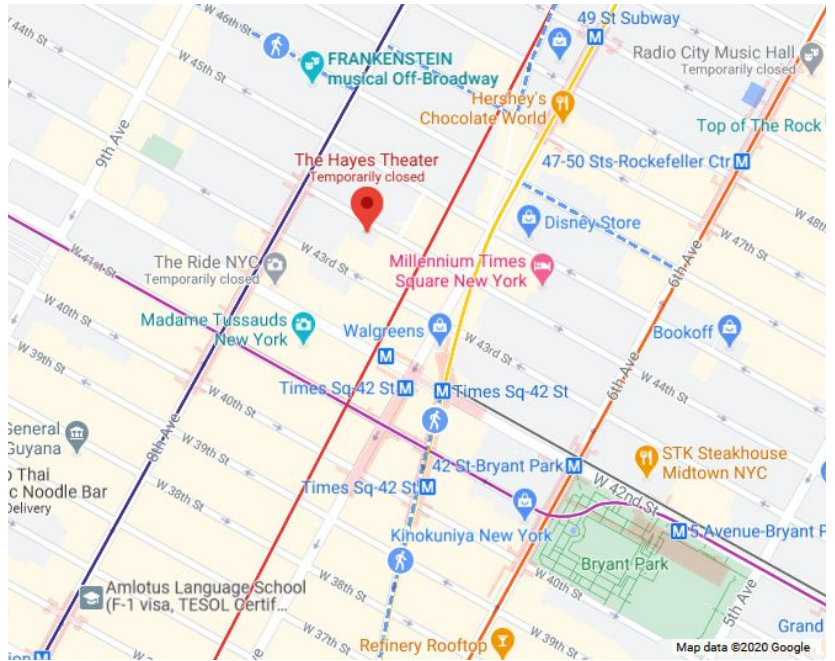 W 44th St
W 46th St
49 St Subway
Radio City Music Hall
Temporarily closed
FRANKENSTEIN
musical Off-Broadway
W 45th St
Hershey's
Chocolate World
Top of The Rock
9th Ave
The Hayes Theater
Temporarily closed
47-50 Sts-Rockefeller Ctr
W 48th St
Disney Store
W 47th St
W 41st St
The Ride NYC
Temporarily closed
W 43rd St
Millennium Times
Square New York
6th Ave
W 40th St
Madame Tussauds
New York
Walgreens
Bookoff
W 39th St
W 43rd St
W 44th St
Times Sq-42 St
Times Sq-42 St
6th Ave
W 40th St
General
Guyana
8th Ave
W 39th St
42 St-Bryant Park
STK Steakhouse
Midtown NYC
o Thai
c Noodle Bar
Delivery
W 38th St
Times Sq-42 St
W 42nd St
Kinokuniya New York
5 Avenue-Bryant P
Bryant Park
Amlotus Language School
(F-1 visa, TESOL Certif...
W 38th St
W 40th St
5th Ave
W 37th St
Grand
W 39th St
Refinery Rooftop
Map data ©2020 Google